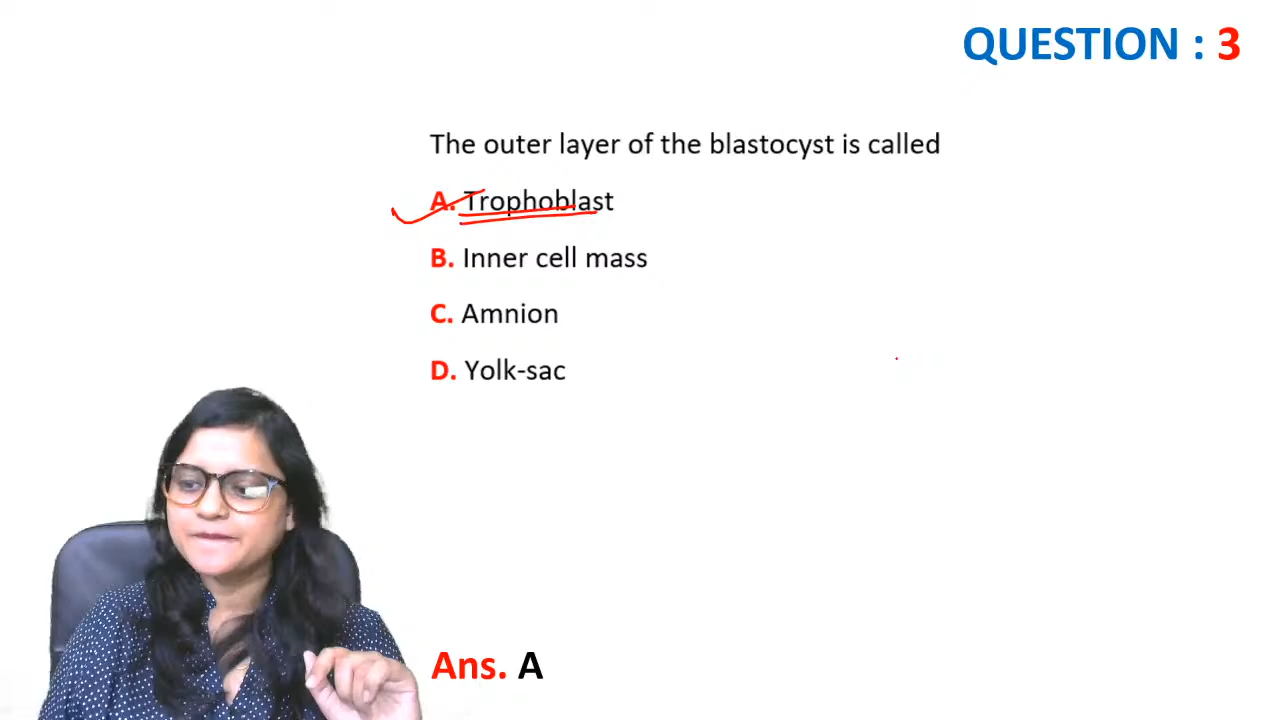 QUESTION : 3
The outer layer of the blastocyst is called
A. Trophoblast
B. Inner cell mass
C. Amnion
D. Yolk-sac
Ans. A